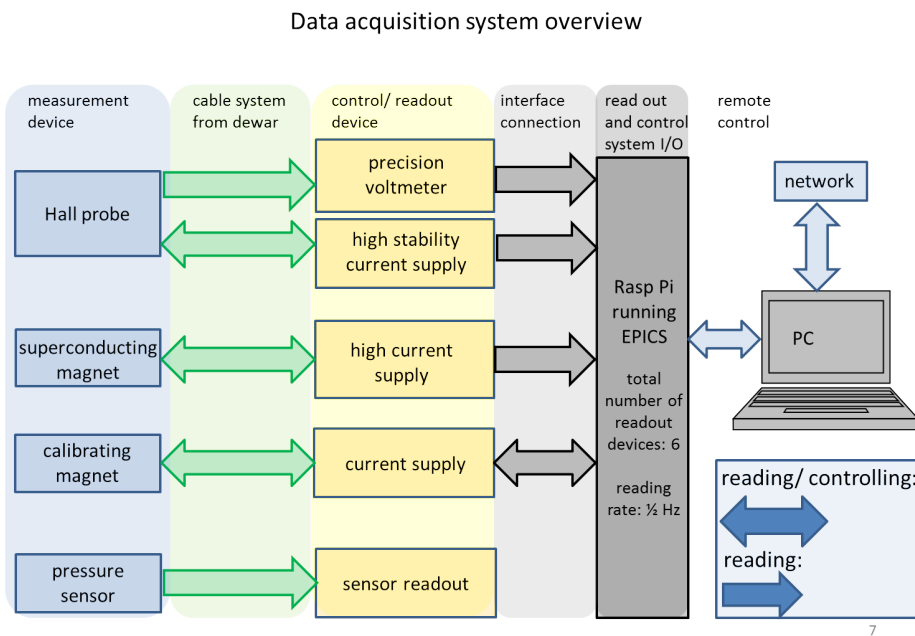 Data acquisition system overview
measurement
device
cable system
from dewar
control/ readout
device
interface
connection
read out
and control
system I/O
remote
control
Hall probe
precision
voltmeter
high stability
current supply
superconducting
magnet
high current
supply
calibrating
magnet
current supply
pressure
sensor
sensor readout
Rasp Pi
running
EPICS
total
number of
readout
devices: 6
reading
rate: ½ Hz
network
PC
reading/ controlling:
reading:
7